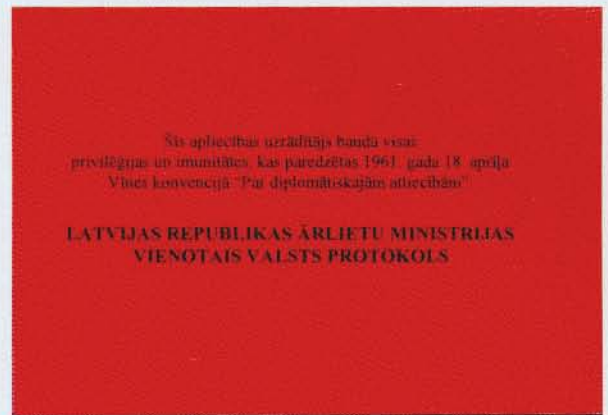 Šīs apliecības uzrādītājs bauda visas
privilēģijas un imunitātes, kas paredzētas 1961. gada 18. aprīļa
Vīnes konvencijā "Par diplomātiskajām attiecībām"
LATVIJAS REPUBLIKAS ĀRLIETU MINISTRIJAS
VIENOTAIS VALSTS PROTOKOLS